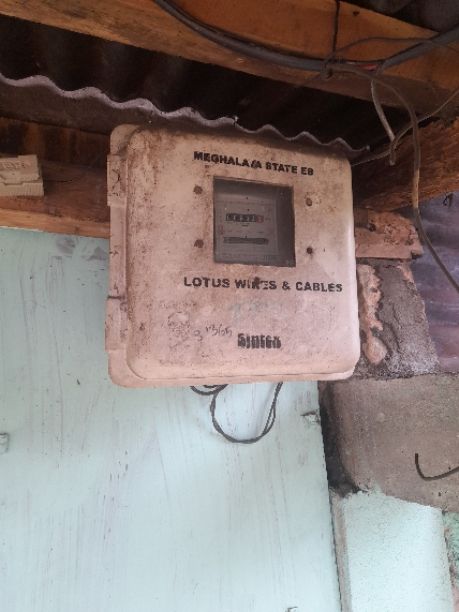 MEGHALAYA STATE EB
LOTUS WIRES & CABLES
Sintex